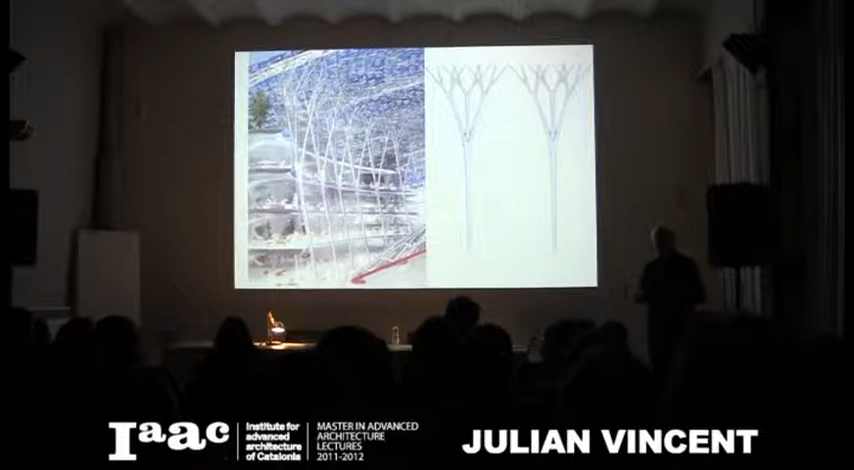 Iaac
Institute for
advanced
architecture
of Catalonia
MASTER IN ADVANCED
ARCHITECTURE
LECTURES
2011-2012
JULIAN VINCENT